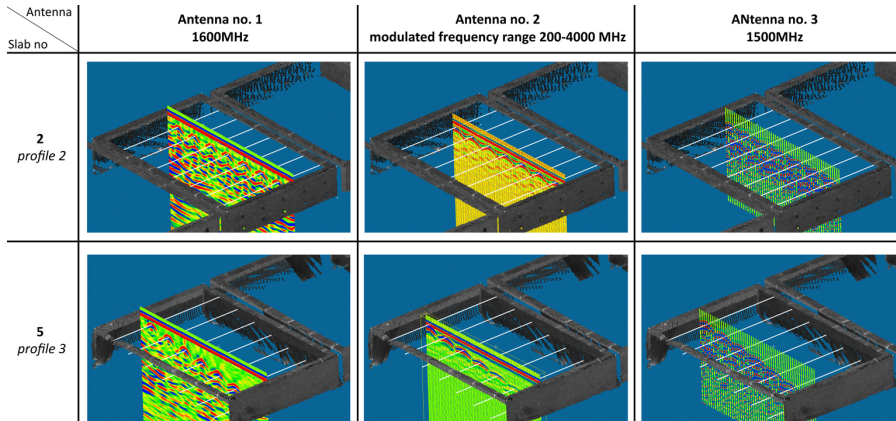 Antenna
Slab no
Antenna no. 1
1600MHz
Antenna no. 2
modulated frequency range 200-4000 MHz
ANtenna no. 3
1500MHz
2
profile 2
5
profile 3